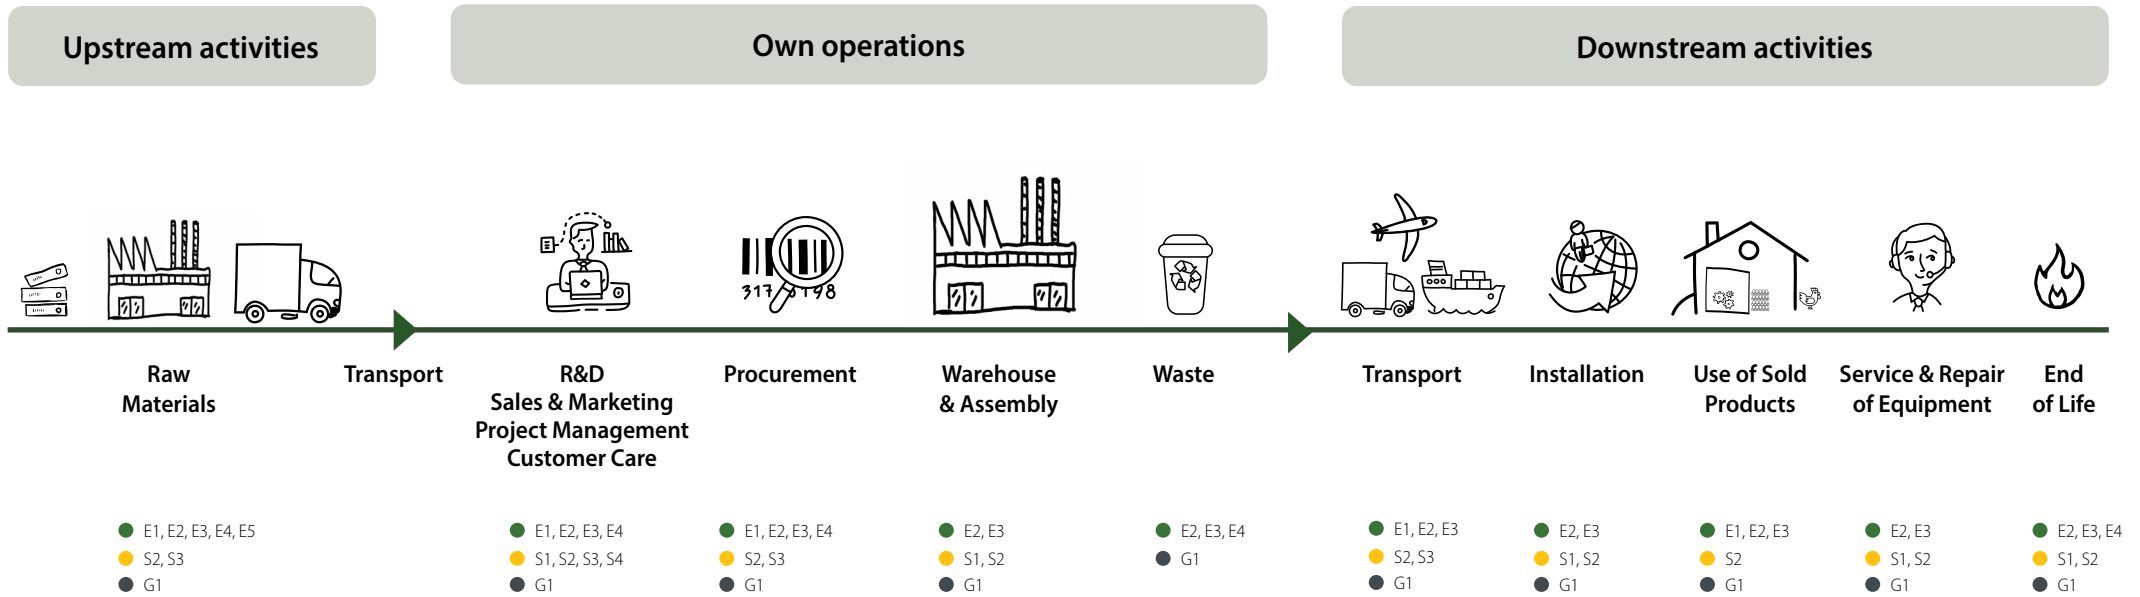 Upstream activities
Own operations
Downstream activities
317 5198
Raw
Materials
Transport
R&D
Sales & Marketing
Project Management
Customer Care
Procurement
Warehouse
& Assembly
Waste
Transport
Installation
Use of Sold
Products
Service & Repair
of Equipment
End
of Life
E1, E2, E3, E4, E5
S2, S3
G1
E1, E2, E3, E4
S1, S2, S3, S4
G1
E1, E2, E3, E4
S2, S3
G1
E2, E3
S1, S2
G1
E2, E3, E4
G1
E1, E2, E3
S2, S3
G1
E2, E3
S1, S2
G1
E1, E2, E3
S2
G1
E2, E3
S1, S2
G1
E2, E3, E4
S1, S2
G1